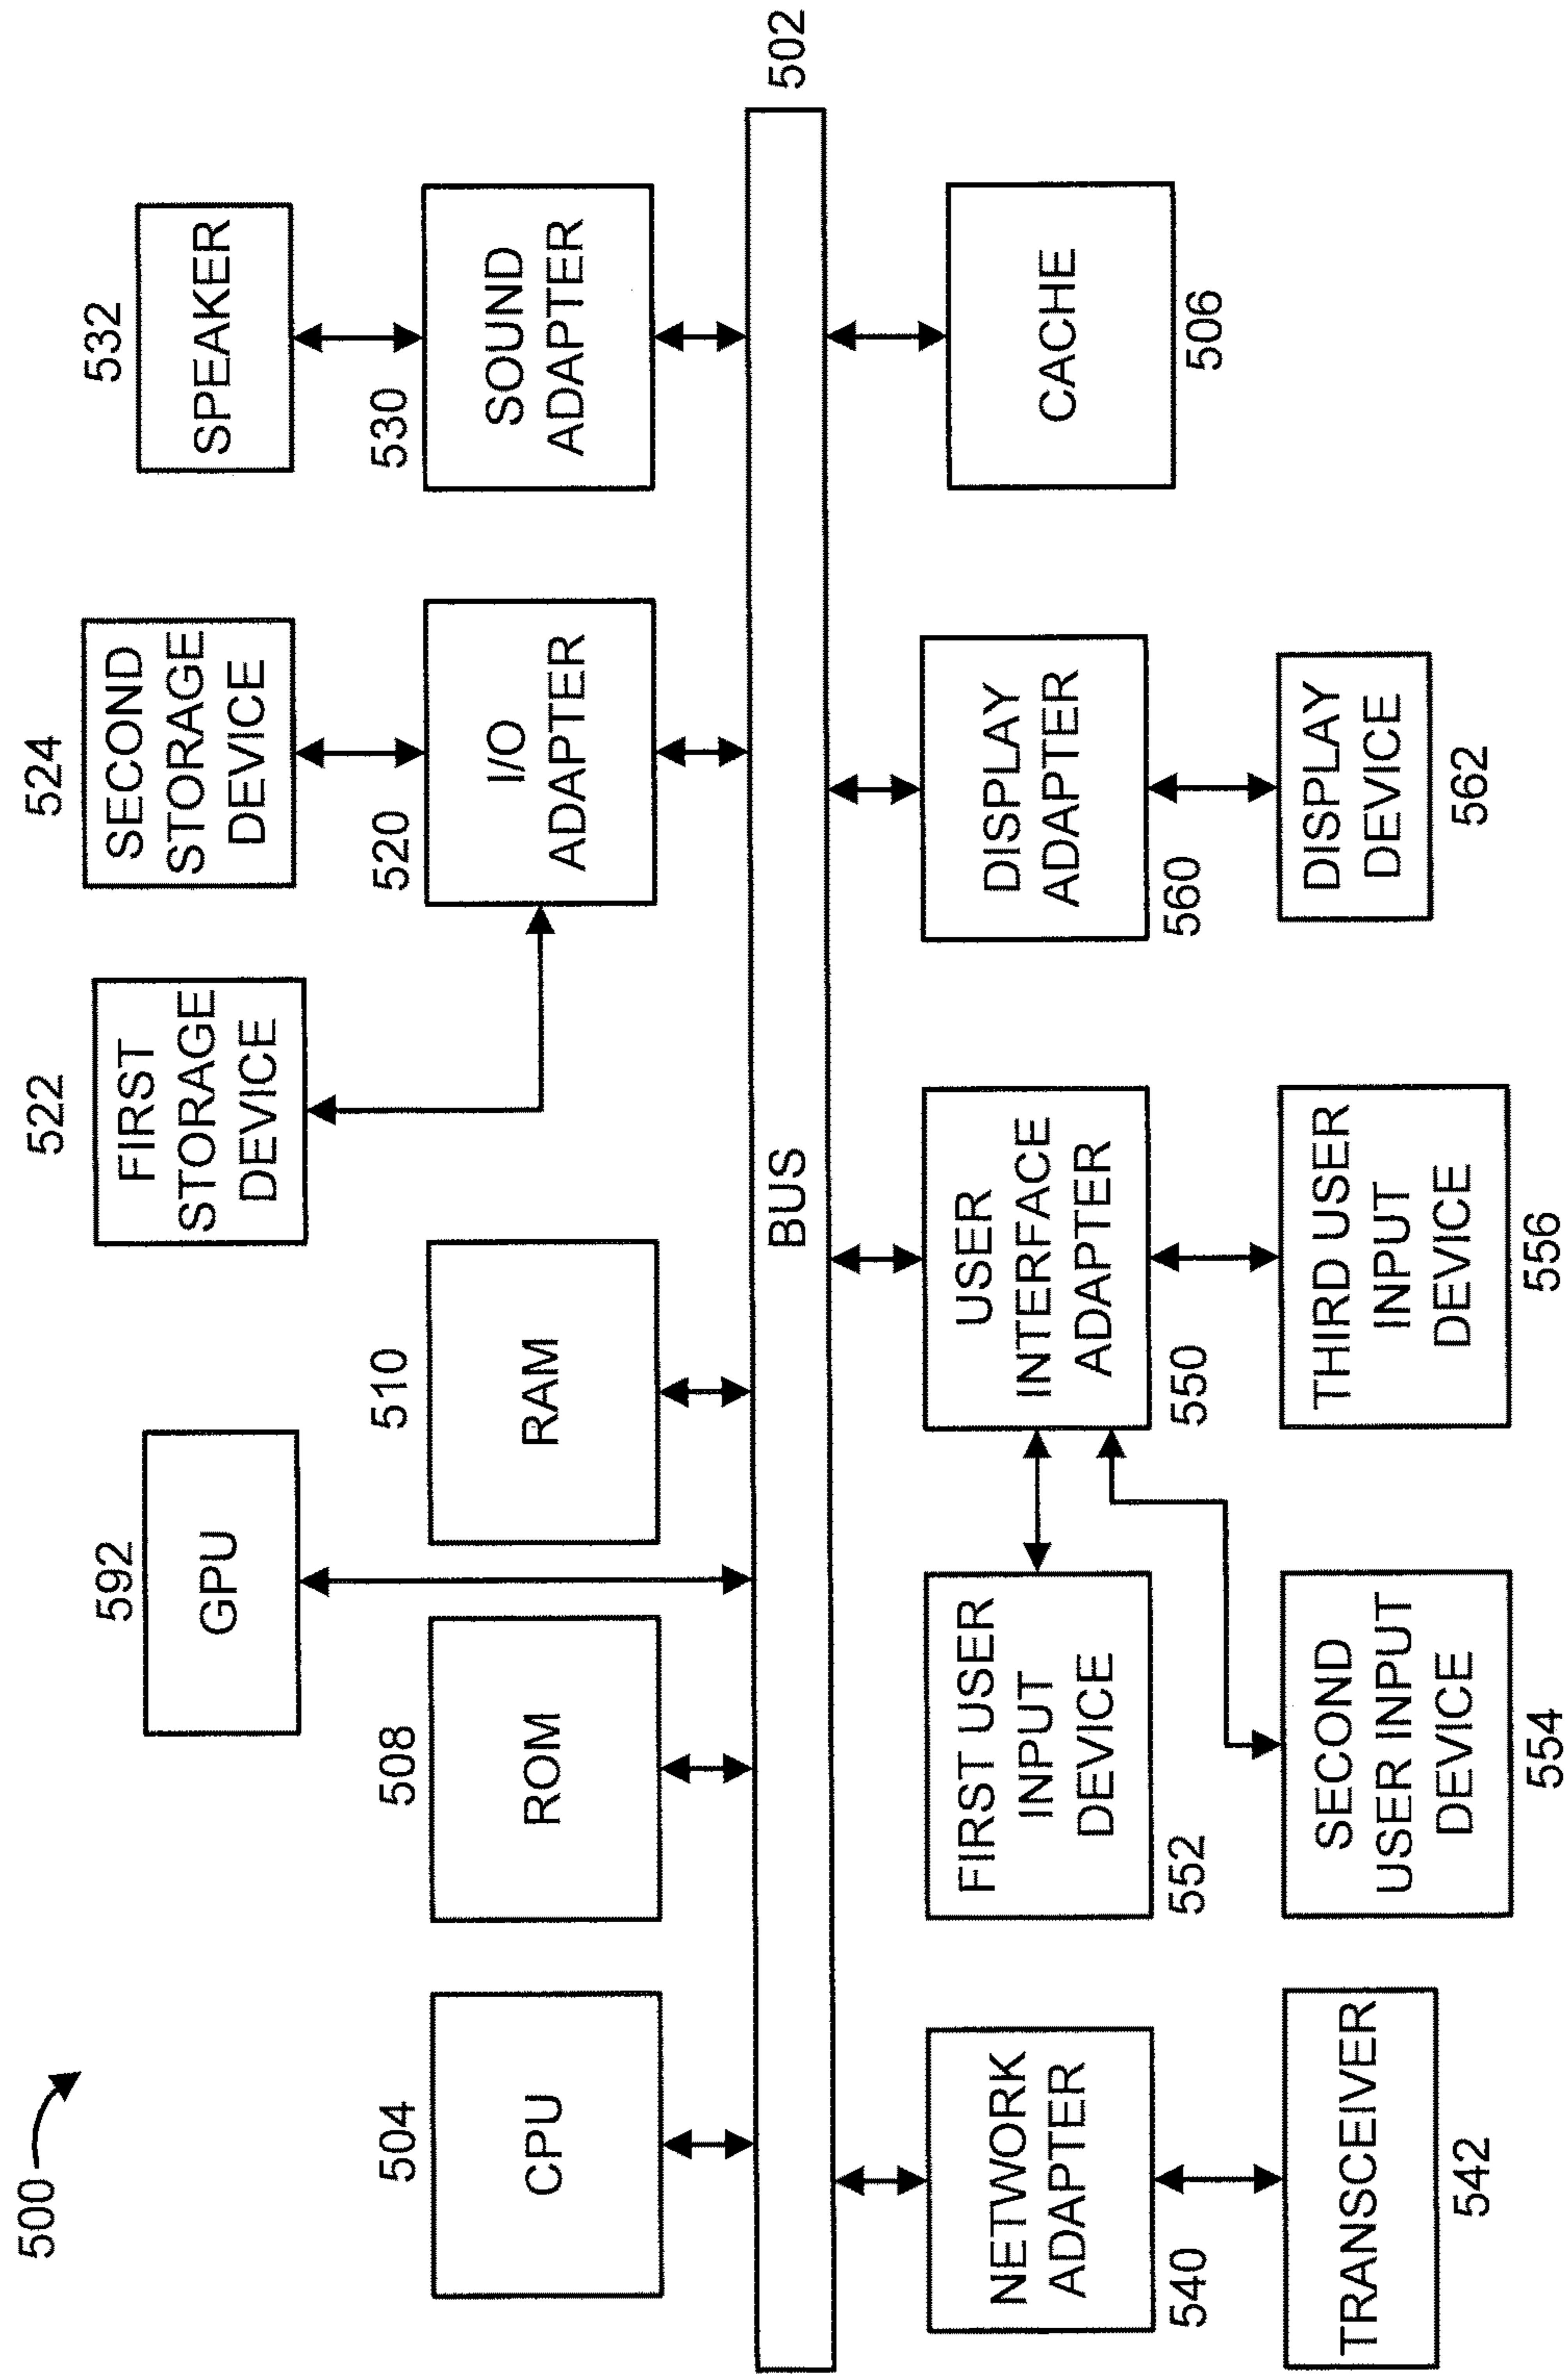 500
504
CPU
508
ROM
592
GPU
510
RAM
522
FIRST
STORAGE
DEVICE
524
SECOND
STORAGE
DEVICE
520
I/O
ADAPTER
532
SPEAKER
530
SOUND
ADAPTER
BUS
502
NETWORK
ADAPTER
540
TRANSCEIVER
542
FIRST USER
INPUT
DEVICE
552
SECOND
USER INPUT
DEVICE
554
USER
INTERFACE
ADAPTER
550
THIRD USER
INPUT
DEVICE
556
DISPLAY
ADAPTER
560
DISPLAY
DEVICE
562
CACHE
506